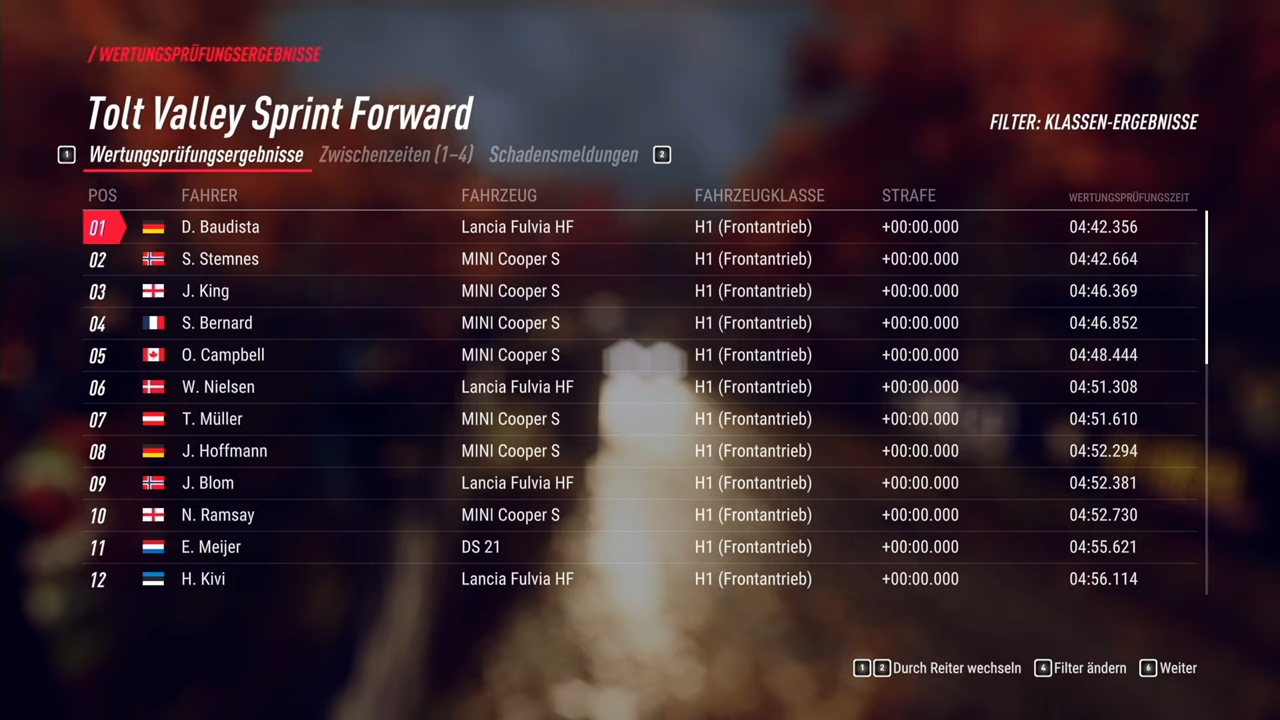 / WERTUNGSPRÜFUNGSERGEBNISSE
Tolt Valley Sprint Forward
FILTER: KLASSEN-ERGEBNISSE
1 Wertungsprüfungsergebnisse Zwischenzeiten (1–4) Schadensmeldungen 2
POS FAHRER FAHRZEUG FAHRZEUGKLASSE STRAFE WERTUNGSPRÜFUNGSZEIT
01 D. Baudista Lancia Fulvia HF H1 (Frontantrieb) +00:00.000 04:42.356
02 S. Stemnes MINI Cooper S H1 (Frontantrieb) +00:00.000 04:42.664
03 J. King MINI Cooper S H1 (Frontantrieb) +00:00.000 04:46.369
04 S. Bernard MINI Cooper S H1 (Frontantrieb) +00:00.000 04:46.852
05 O. Campbell MINI Cooper S H1 (Frontantrieb) +00:00.000 04:48.444
06 W. Nielsen Lancia Fulvia HF H1 (Frontantrieb) +00:00.000 04:51.308
07 T. Müller MINI Cooper S H1 (Frontantrieb) +00:00.000 04:51.610
08 J. Hoffmann MINI Cooper S H1 (Frontantrieb) +00:00.000 04:52.294
09 J. Blom Lancia Fulvia HF H1 (Frontantrieb) +00:00.000 04:52.381
10 N. Ramsay MINI Cooper S H1 (Frontantrieb) +00:00.000 04:52.730
11 E. Meijer DS 21 H1 (Frontantrieb) +00:00.000 04:55.621
12 H. Kivi Lancia Fulvia HF H1 (Frontantrieb) +00:00.000 04:56.114
1 2 Durch Reiter wechseln 4 Filter ändern 6 Weiter